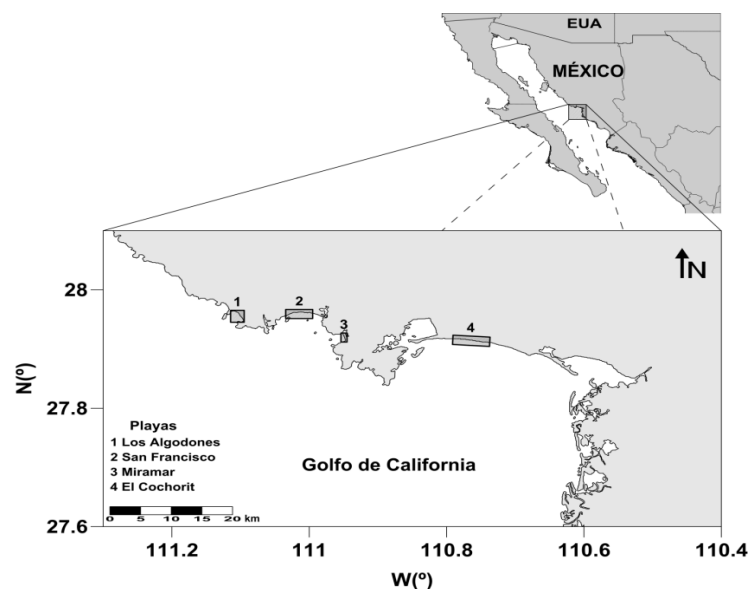 EUA
MÉXICO
N
28
27.8
27.6
N(º)
1
2
3
4
Playas
1 Los Algodones
2 San Francisco
3 Miramar
4 El Cochorit
0 5 10 15 20 km
Golfo de California
111.2 111 110.8 110.6 110.4
W(º)